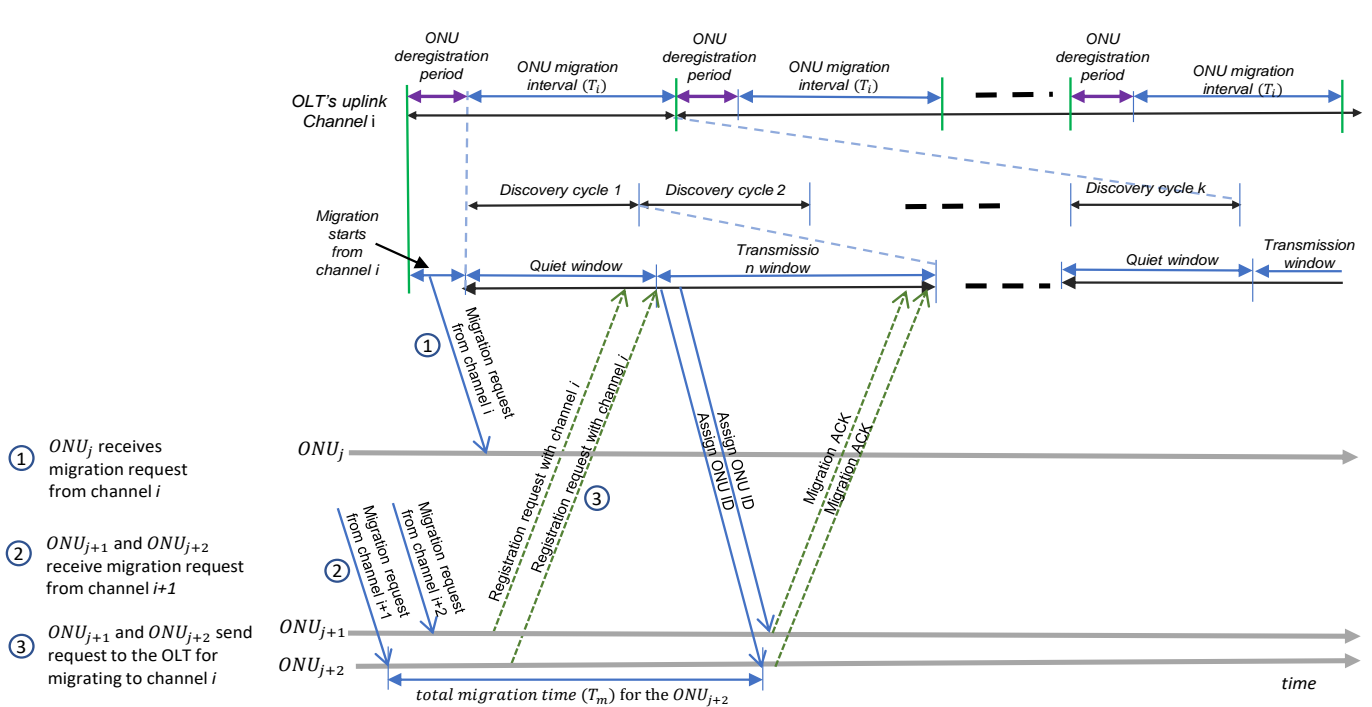 ONU
deregistration
period
ONU migration
interval (T_i)
ONU
deregistration
period
ONU migration
interval (T_i)
ONU
deregistration
period
ONU migration
interval (T_i)
OLT's uplink
Channel i
Discovery cycle 1
Discovery cycle 2
Discovery cycle k
Migration
starts
from
channel i
Quiet window
Transmissio
n window
Quiet window
Transmission
window
1
Migration request
from channel i
Registration request with channel i
Registration request with channel i
3
Assign ONU ID
Assign ONU ID
Migration ACK
Migration ACK
ONU_j
1
ONU_j receives
migration request
from channel i
2
Migration request
from channel i+1
Migration request
from channel i+2
2
ONU_{j+1} and ONU_{j+2}
receive migration request
from channel i+1
3
ONU_{j+1} and ONU_{j+2} send
request to the OLT for
migrating to channel i
ONU_{j+1}
ONU_{j+2}
total migration time (T_m) for the ONU_{j+2}
time